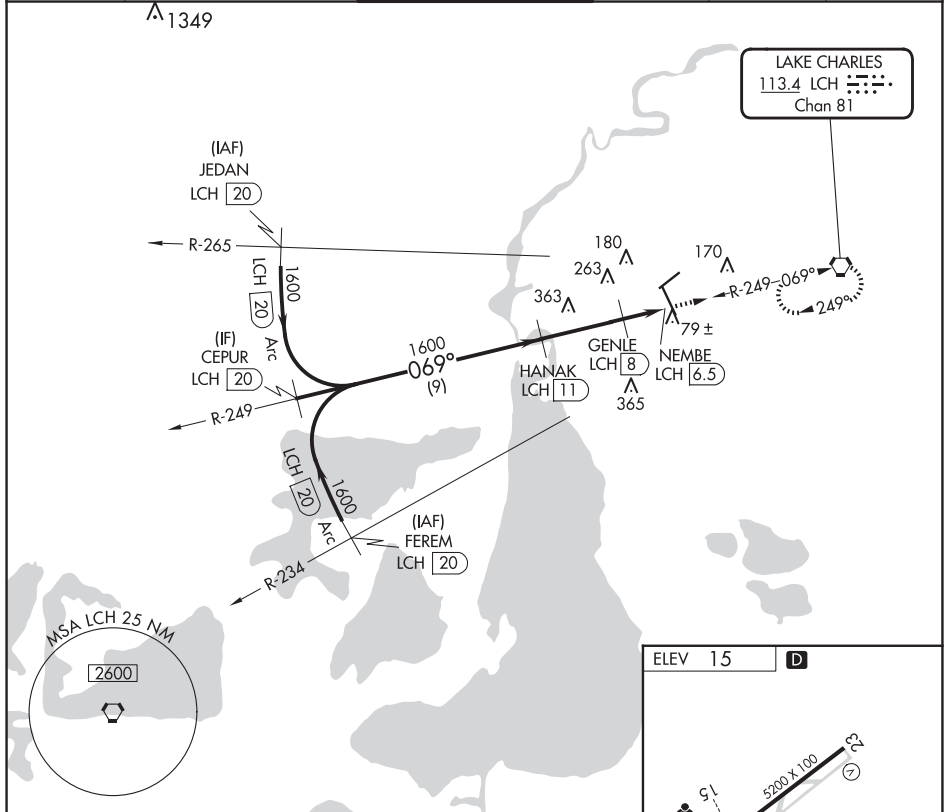 1349
LAKE CHARLES
113.4 LCH
Chan 81
(IAF)
JEDAN
LCH 20
R-265
1600
LCH 20 Arc
180
263
170
363
R-249
069°
249°
(IF)
CEPUR
LCH 20
1600
069°
(9)
GENLE
LCH 8
79 ±
NEMBE
LCH 6.5
HANAK
LCH 11
365
R-249
LCH 20 Arc
1600
(IAF)
FEREM
LCH 20
R-234
MSA LCH 25 NM
2600
ELEV 15 D
23
5200 X 100
V
15